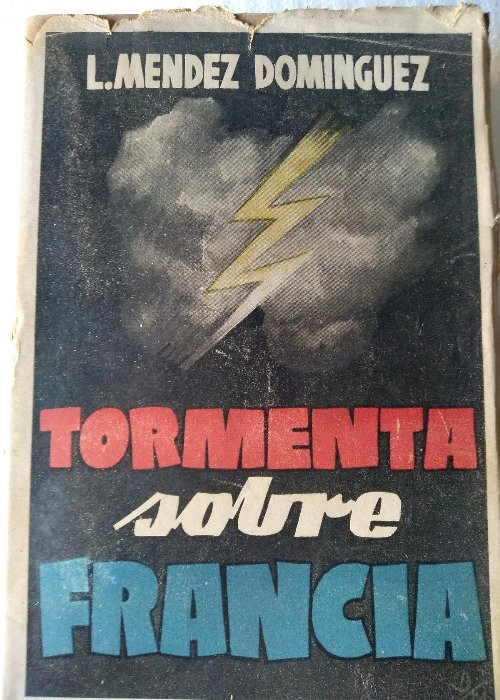 L. MENDEZ DOMINGUEZ
TORMENTA
sobre
FRANCIA